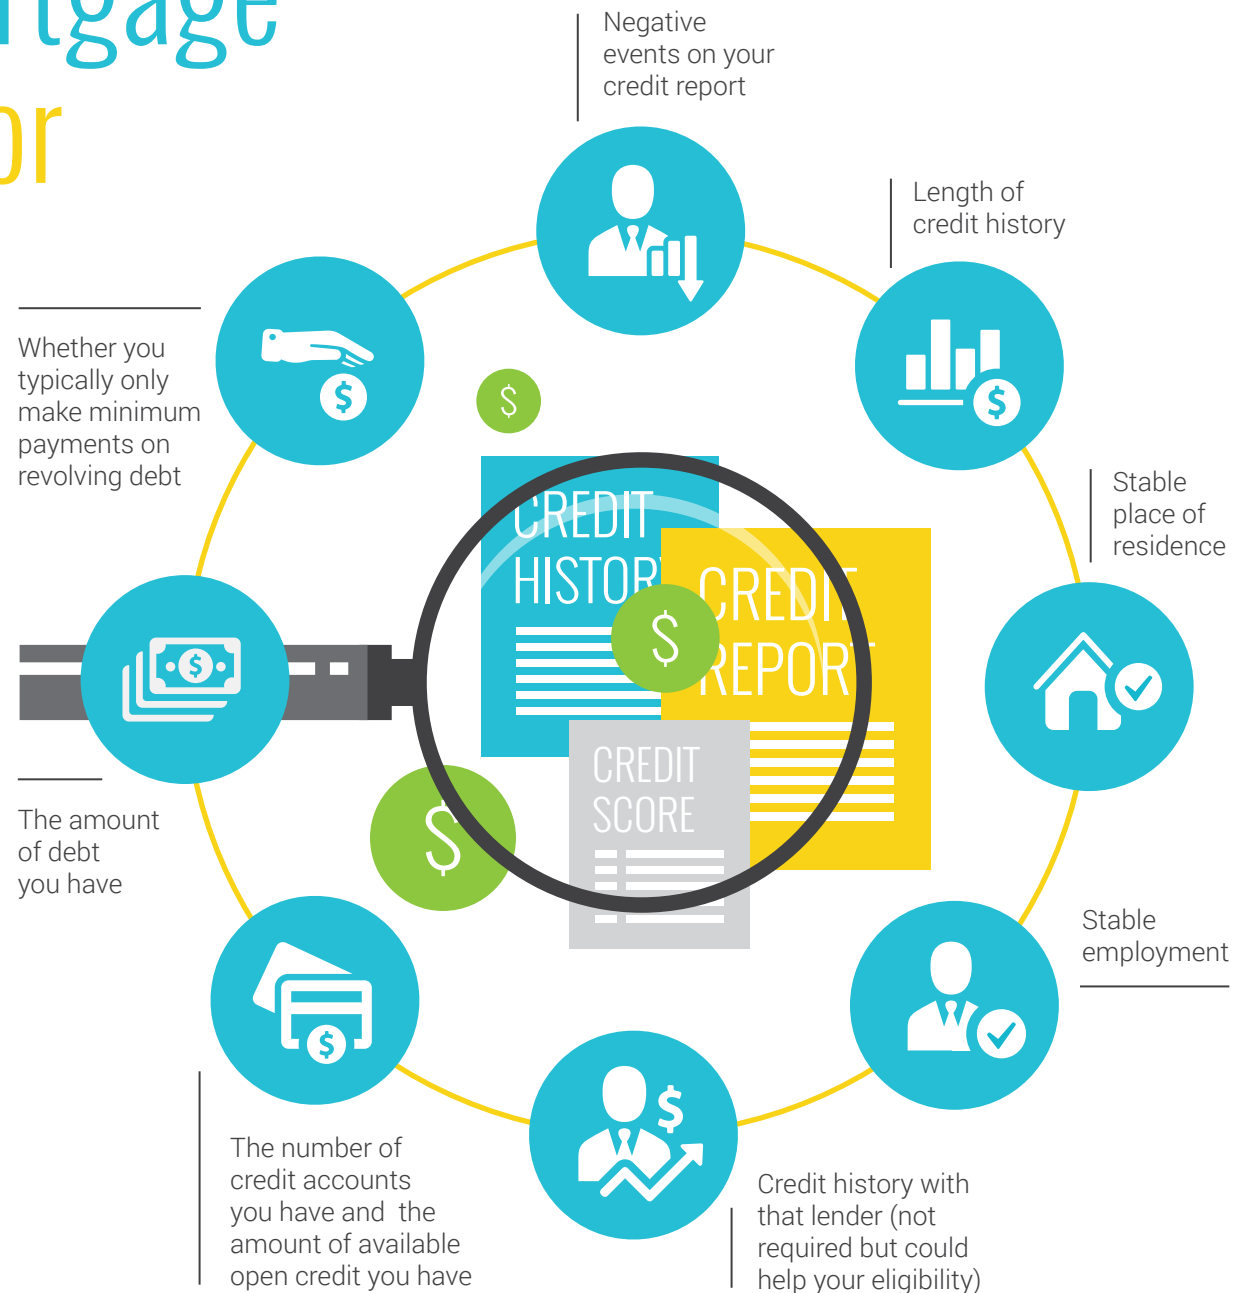 rtgage
or
Negative
events on your
credit report
Length of
credit history
Whether you
typically only
make minimum
payments on
revolving debt
$
$
$
CREDIT
HISTORY
CREDIT
REPORT
Stable
place of
residence
$
$
CREDIT
SCORE
$
The amount
of debt
you have
Stable
employment
$
$
The number of
credit accounts
you have and the
amount of available
open credit you have
Credit history with
that lender (not
required but could
help your eligibility)